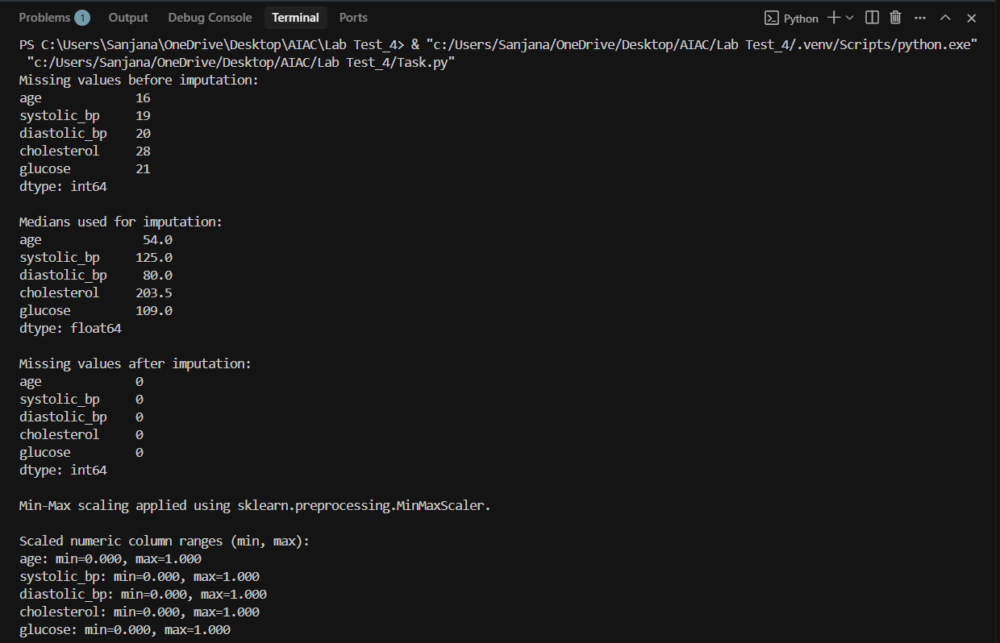 Problems 1 Output Debug Console Terminal Ports Python
PS C:\Users\Sanjana\OneDrive\Desktop\AIAC\Lab Test_4> & "c:/Users/Sanjana/OneDrive/Desktop/AIAC/Lab Test_4/.venv/Scripts/python.exe"
"c:/Users/Sanjana/OneDrive/Desktop/AIAC/Lab Test_4/Task.py"
Missing values before imputation:
age 16
systolic_bp 19
diastolic_bp 20
cholesterol 28
glucose 21
dtype: int64

Medians used for imputation:
age 54.0
systolic_bp 125.0
diastolic_bp 80.0
cholesterol 203.5
glucose 109.0
dtype: float64

Missing values after imputation:
age 0
systolic_bp 0
diastolic_bp 0
cholesterol 0
glucose 0
dtype: int64

Min-Max scaling applied using sklearn.preprocessing.MinMaxScaler.

Scaled numeric column ranges (min, max):
age: min=0.000, max=1.000
systolic_bp: min=0.000, max=1.000
diastolic_bp: min=0.000, max=1.000
cholesterol: min=0.000, max=1.000
glucose: min=0.000, max=1.000